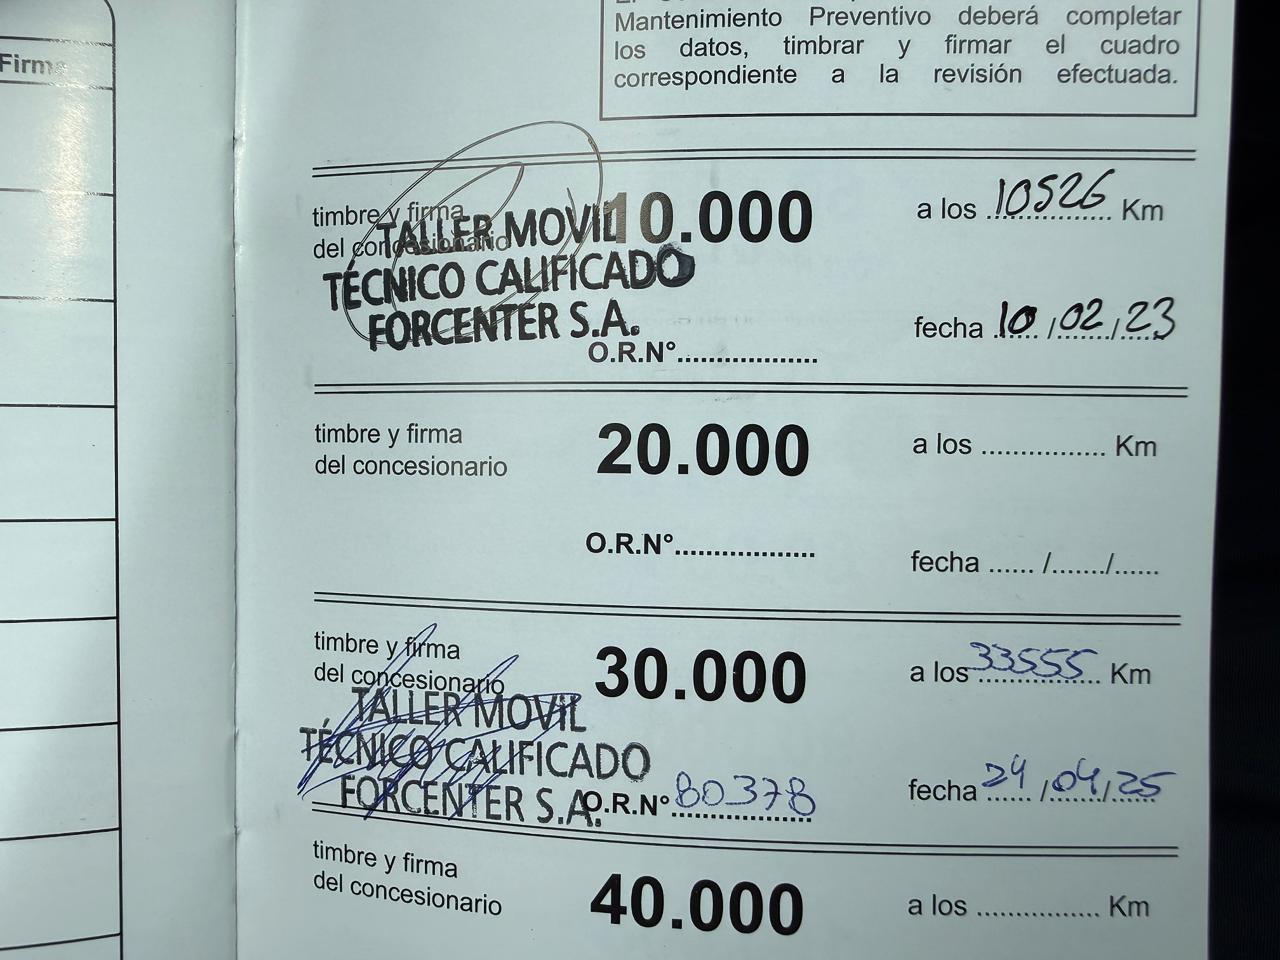 Firma
Mantenimiento Preventivo deberá completar
los datos, timbrar y firmar el cuadro
correspondiente a la revisión efectuada.
timbre y firma
del concesionario
10.000
a los 10526 Km
TALLER MOVIL
TÉCNICO CALIFICADO
FORCENTER S.A.
O.R.N°...................
fecha 10/02/23
timbre y firma
del concesionario
20.000
a los ................ Km
O.R.N°...................
fecha ...... /......./......
timbre y firma
del concesionario
30.000
a los 33555 Km
TALLER MOVIL
TÉCNICO CALIFICADO
FORCENTER S.A.
O.R.N° 80378
fecha 24/04/25
timbre y firma
del concesionario
40.000
a los ................ Km